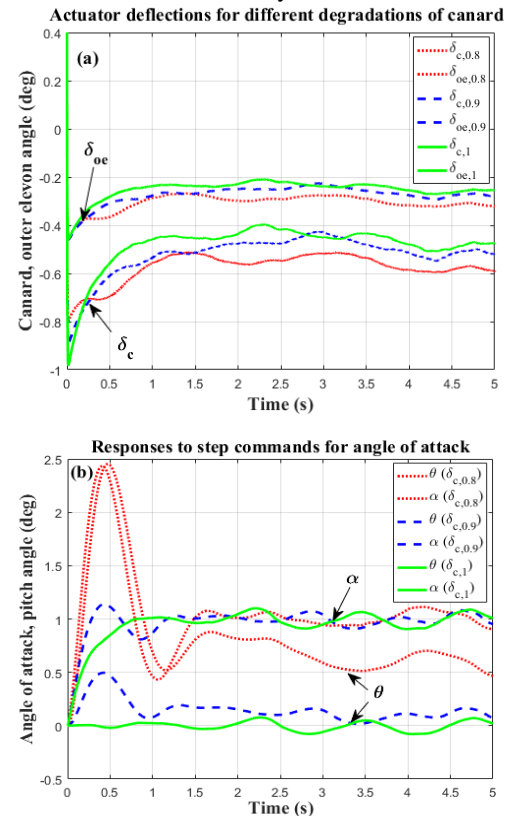 Actuator deflections for different degradations of canard
(a)
Canard, outer elevon angle (deg)
0.4
0.2
0
-0.2
-0.4
-0.6
-0.8
-1
δc,0.8
δoe,0.8
δc,0.9
δoe,0.9
δc,1
δoe,1
δoe
δc
0 0.5 1 1.5 2 2.5 3 3.5 4 4.5 5
Time (s)
Responses to step commands for angle of attack
(b)
Angle of attack, pitch angle (deg)
2.5
2
1.5
1
0.5
0
-0.5
θ (δc,0.8)
α (δc,0.8)
θ (δc,0.9)
α (δc,0.9)
θ (δc,1)
α (δc,1)
α
θ
0 0.5 1 1.5 2 2.5 3 3.5 4 4.5 5
Time (s)